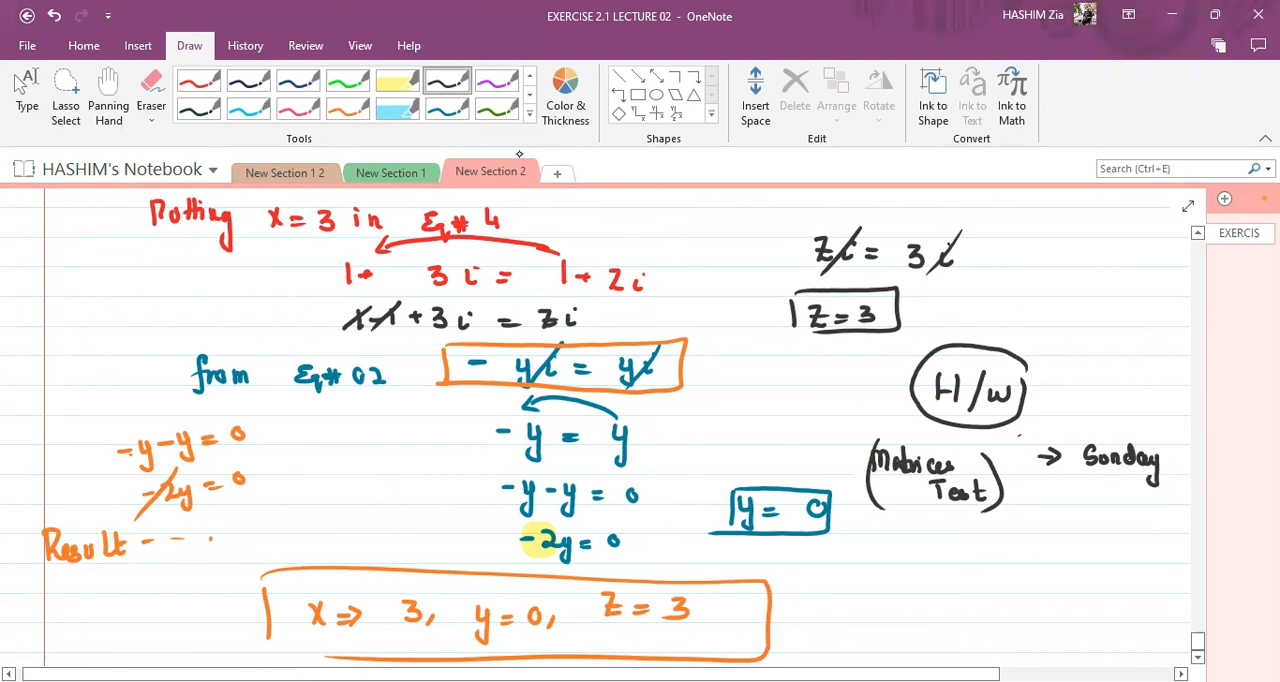 EXERCISE 2.1 LECTURE 02 - OneNote
HASHIM Zia
File Home Insert Draw History Review View Help
Type
Lasso Select
Panning Hand
Eraser
Color & Thickness
Insert Space
Delete
Arrange
Rotate
Ink to Shape
Ink to Text
Ink to Math
Tools
Shapes
Edit
Convert
HASHIM's Notebook
New Section 1 2
New Section 1
New Section 2
Search (Ctrl+E)
EXERCIS
Putting x = 3 in Eq# 4
1 + 3i = 1 + Zi
1 - 1 + 3i = Zi
Zi = 3i
Z = 3
from Eq# 02
- yi = yi
- y = y
- y - y = 0
- 2y = 0
y = 0
- y - y = 0
- 2y = 0
Result - - .
x ⇒ 3, y = 0, Z = 3
H/W
(Matrices Test) → Sunday